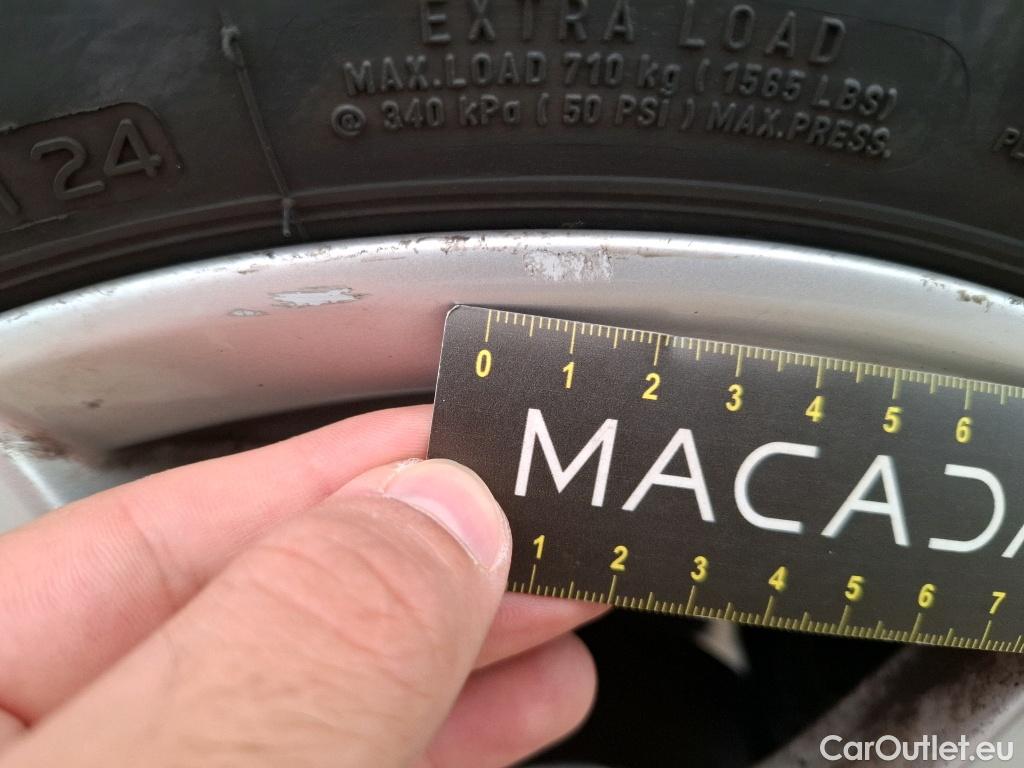 EXTRA LOAD
MAX.LOAD 710 kg ( 1565 LBS)
@ 340 kPa ( 50 PSI ) MAX.PRESS.
24
0 1 2 3 4 5 6
MACAD
1 2 3 4 5 6 7
CarOutlet.eu